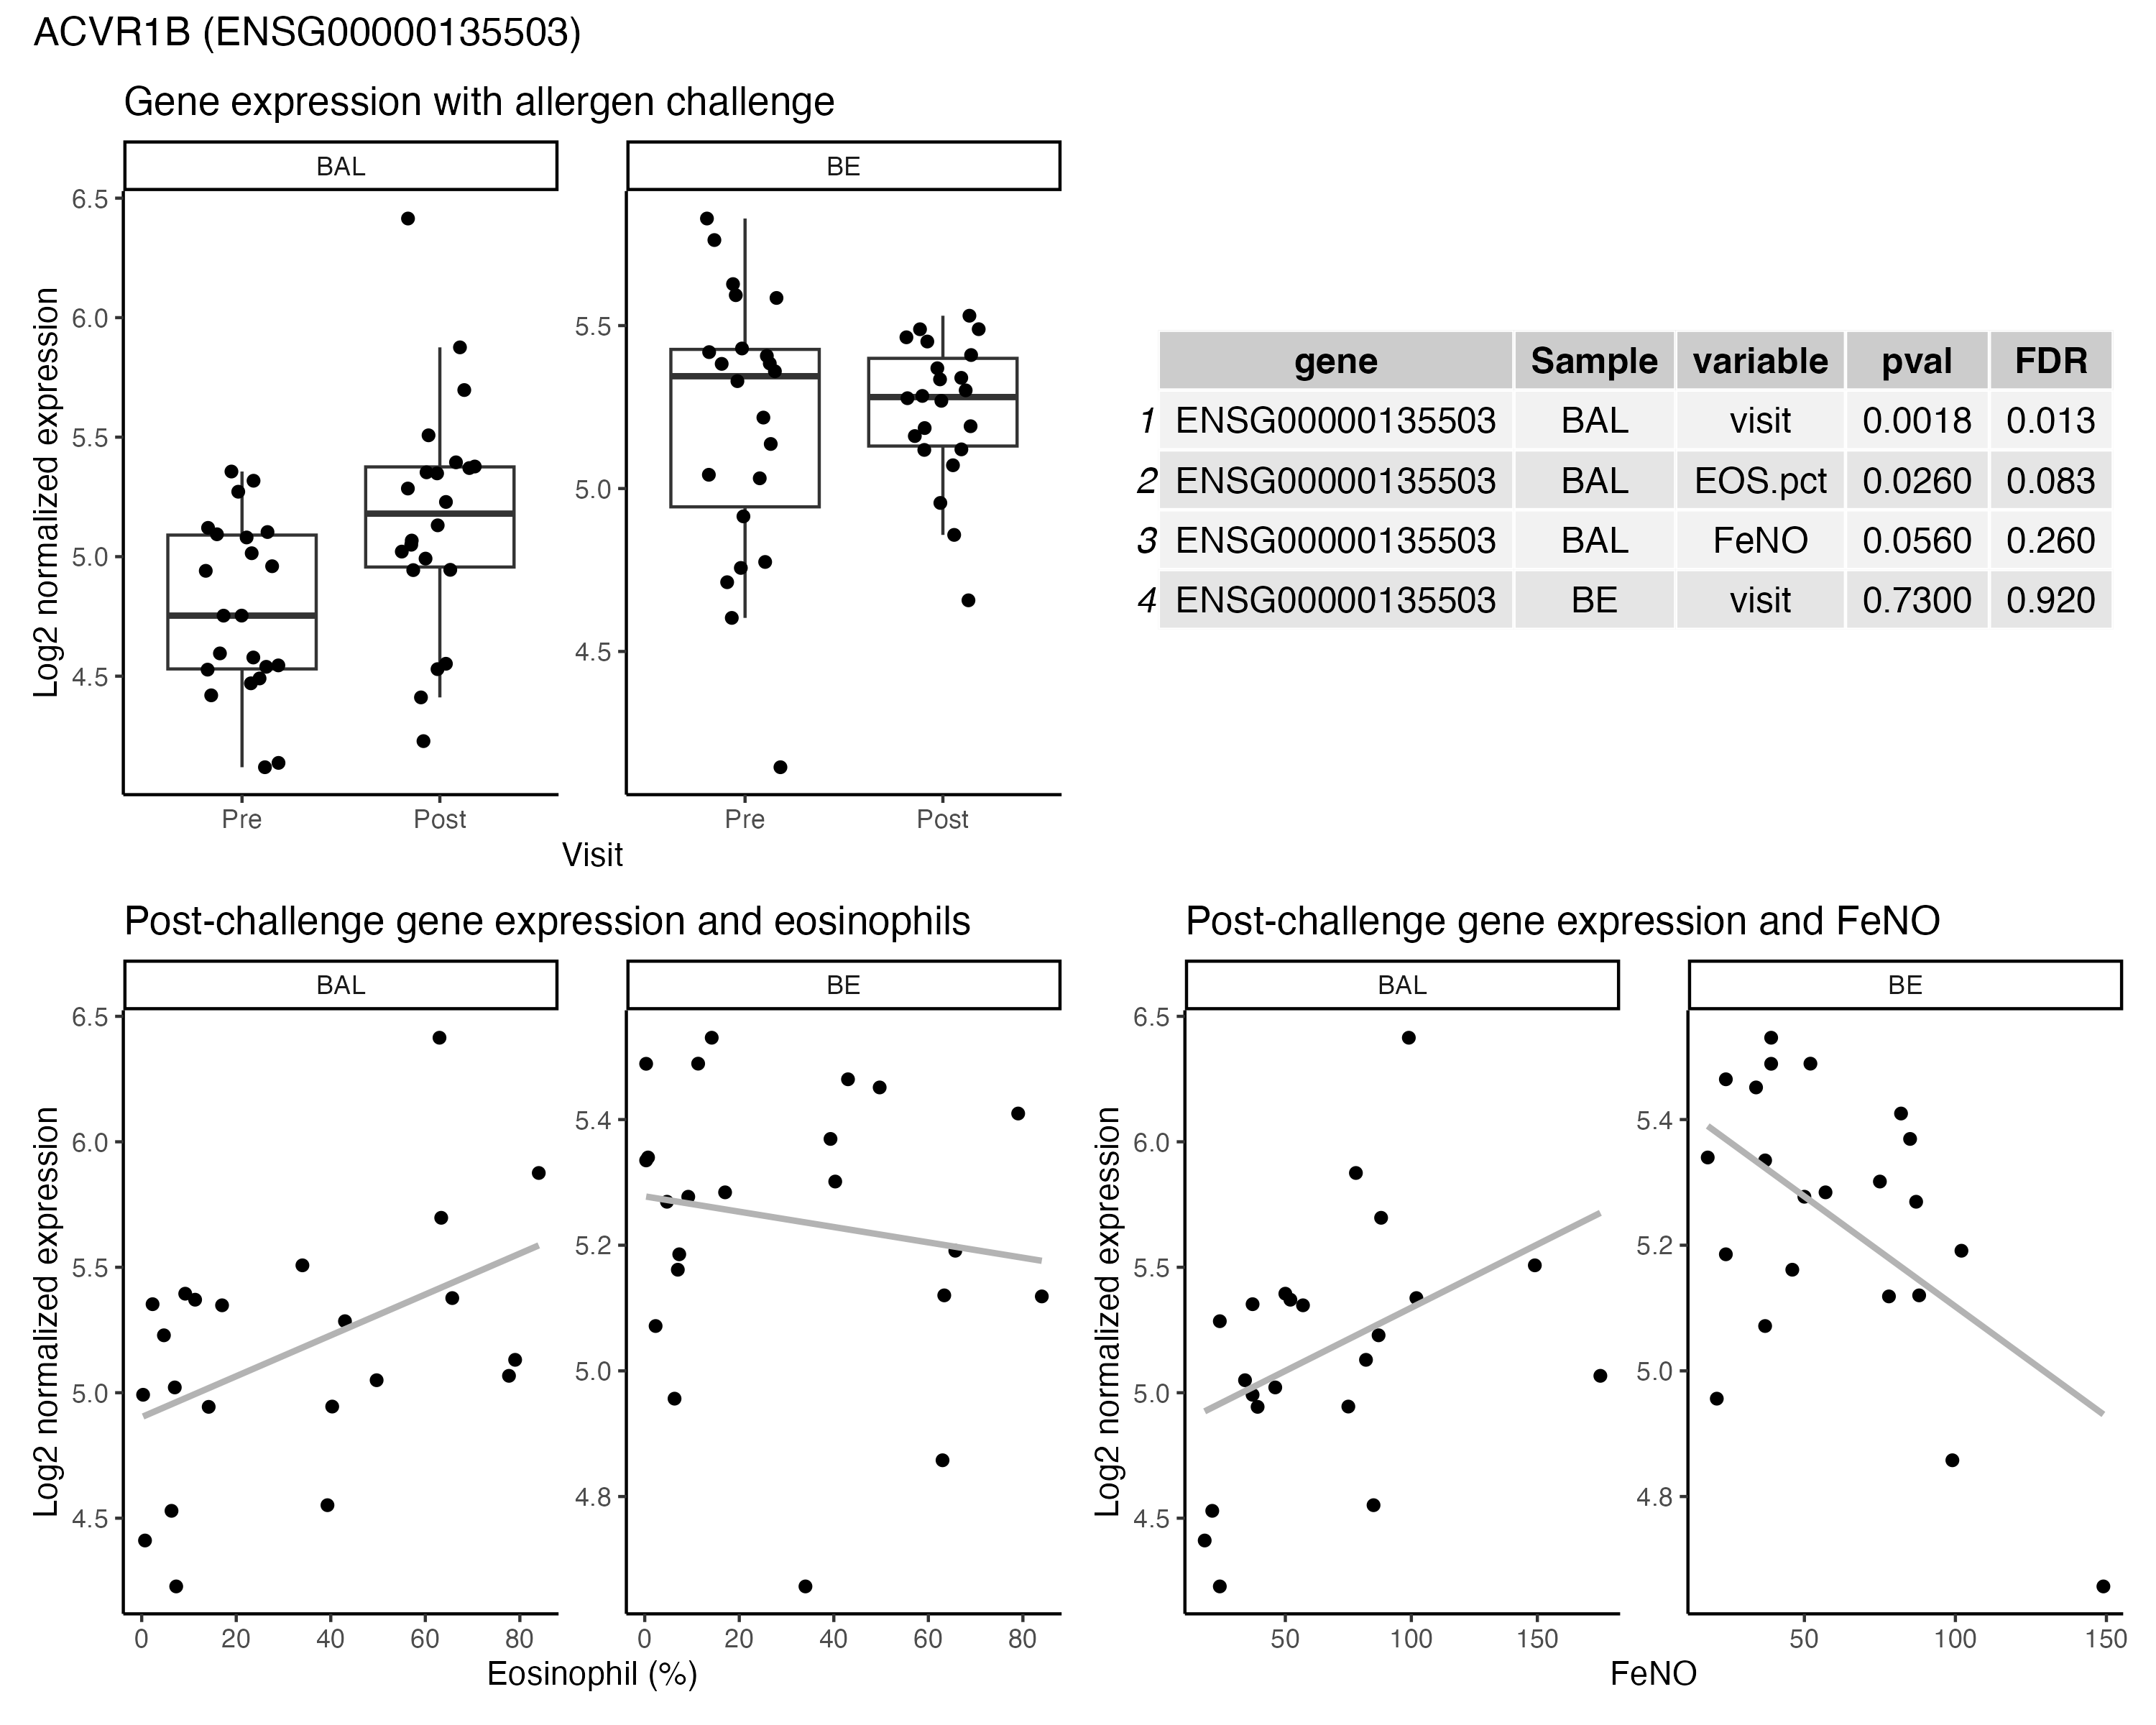 ACVR1B (ENSG00000135503)
Gene expression with allergen challenge
BAL BE
Log2 normalized expression
6.5
6.0
5.5
5.0
4.5
5.5
5.0
4.5
Pre Post Pre Post
Visit
gene Sample variable pval FDR
1 ENSG00000135503 BAL visit 0.0018 0.013
2 ENSG00000135503 BAL EOS.pct 0.0260 0.083
3 ENSG00000135503 BAL FeNO 0.0560 0.260
4 ENSG00000135503 BE visit 0.7300 0.920
Post-challenge gene expression and eosinophils
BAL BE
Log2 normalized expression
6.5
6.0
5.5
5.0
4.5
5.4
5.2
5.0
4.8
0 20 40 60 80 0 20 40 60 80
Eosinophil (%)
Post-challenge gene expression and FeNO
BAL BE
Log2 normalized expression
6.5
6.0
5.5
5.0
4.5
5.4
5.2
5.0
4.8
50 100 150 50 100 150
FeNO